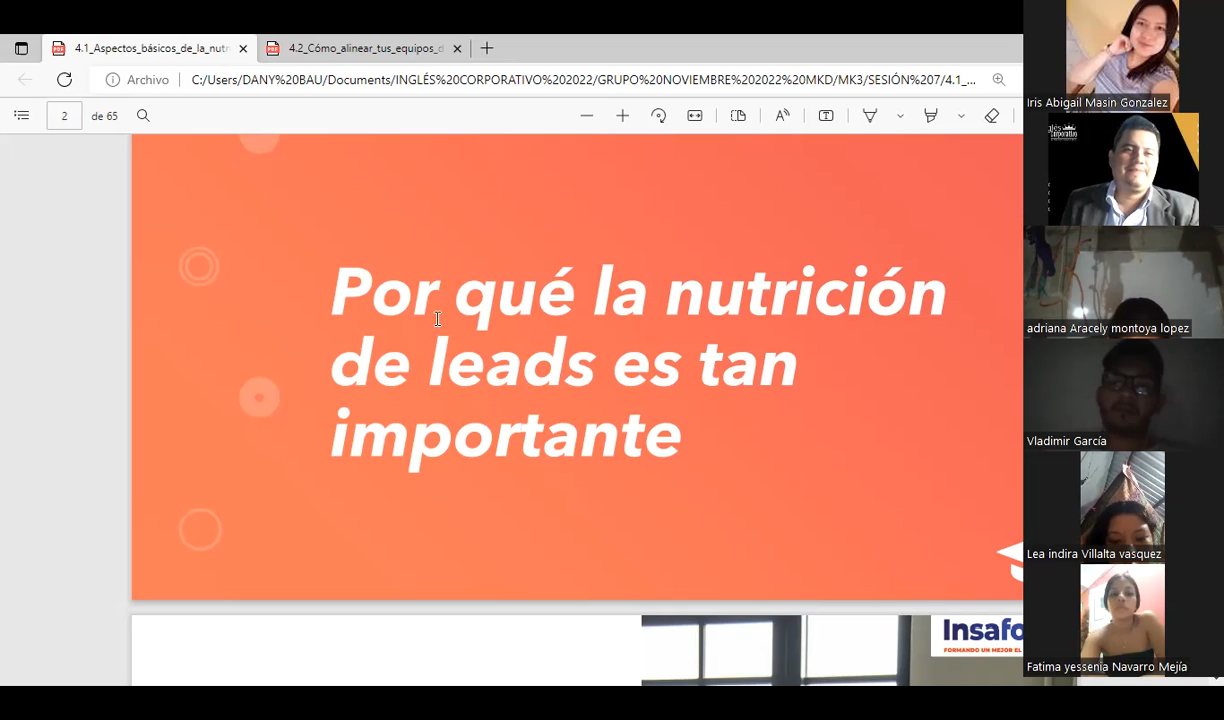 4.1_Aspectos_básicos_de_la_nutr
4.2_Cómo_alinear_tus_equipos_d
Archivo
C:/Users/DANY%20BAU/Documents/INGLÉS%20CORPORATIVO%202022/GRUPO%20NOVIEMBRE%202022%20MKD/MK3/SESIÓN%207/4.1_...
2
de 65
Por qué la nutrición
de leads es tan
importante
Insafo
FORMANDO UN MEJOR EL
Iris Abigail Masin Gonzalez
adriana Aracely montoya lopez
Vladimir García
Lea indira Villalta vasquez
Fatima yessenia Navarro Mejía